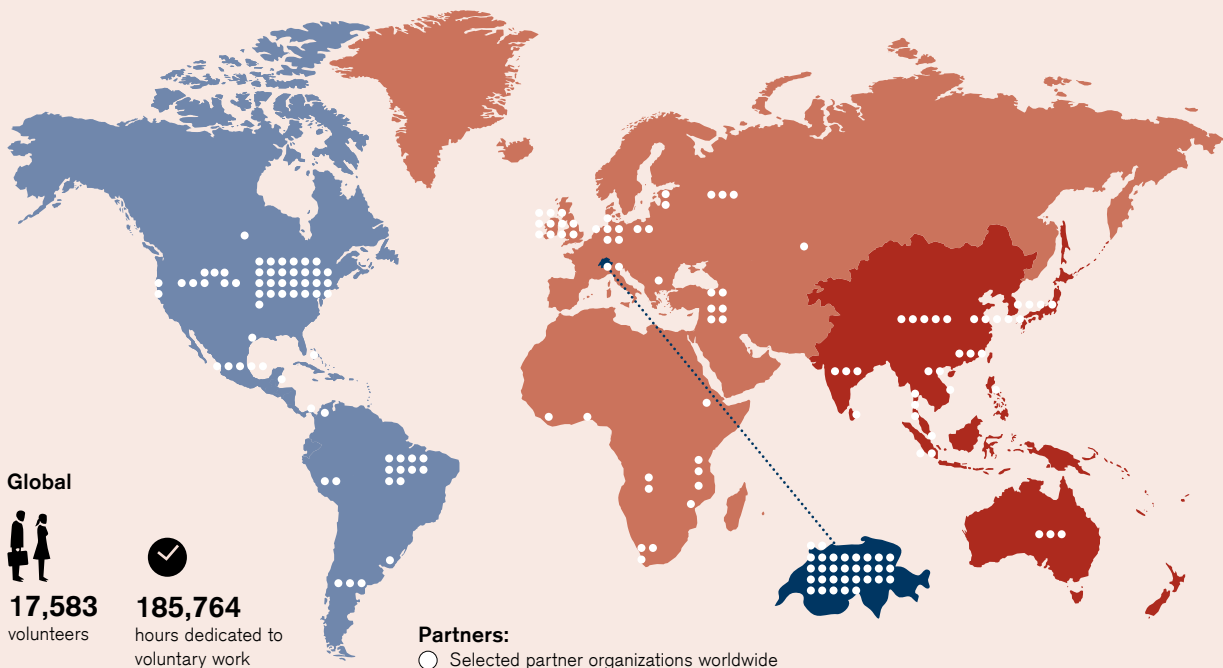 Global
17,583
volunteers
185,764
hours dedicated to
voluntary work
Partners:
Selected partner organizations worldwide